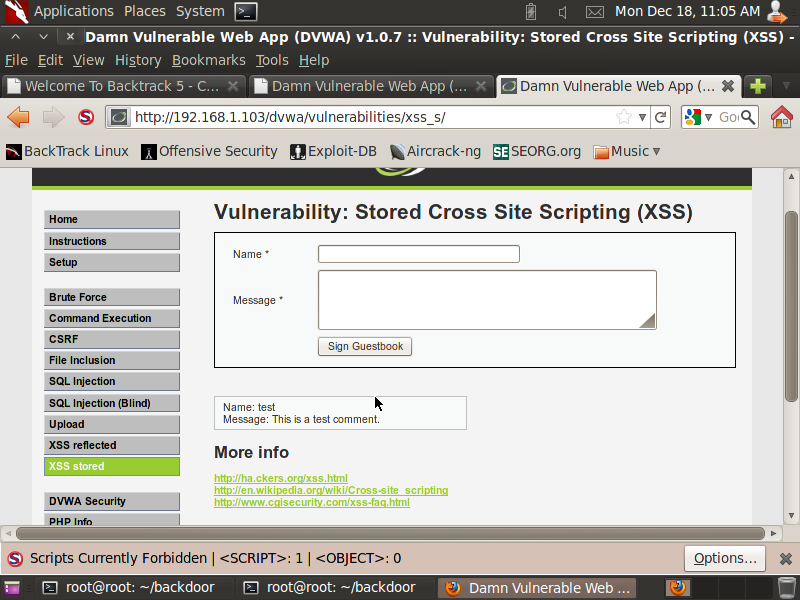 Applications Places System Mon Dec 18, 11:05 AM
Damn Vulnerable Web App (DVWA) v1.0.7 :: Vulnerability: Stored Cross Site Scripting (XSS) -
File Edit View History Bookmarks Tools Help
Welcome To Backtrack 5 - C... Damn Vulnerable Web App (... Damn Vulnerable Web App (...
http://192.168.1.103/dvwa/vulnerabilities/xss_s/ Go
BackTrack Linux Offensive Security Exploit-DB Aircrack-ng SEORG.org Music
Home
Instructions
Setup
Brute Force
Command Execution
CSRF
File Inclusion
SQL Injection
SQL Injection (Blind)
Upload
XSS reflected
XSS stored
DVWA Security
PHP Info
Vulnerability: Stored Cross Site Scripting (XSS)
Name *
Message *
Sign Guestbook
Name: test
Message: This is a test comment.
More info
http://ha.ckers.org/xss.html
http://en.wikipedia.org/wiki/Cross-site_scripting
http://www.cgisecurity.com/xss-faq.html
Scripts Currently Forbidden | <SCRIPT>: 1 | <OBJECT>: 0 Options...
root@root: ~/backdoor root@root: ~/backdoor Damn Vulnerable Web ...